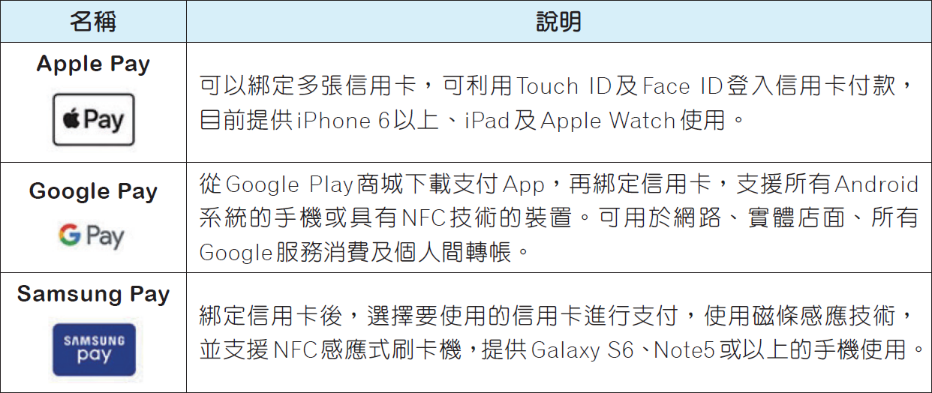 名稱
說明
Apple Pay
Pay
可以綁定多張信用卡，可利用Touch ID及Face ID登入信用卡付款，
目前提供iPhone 6以上、iPad及Apple Watch使用。
Google Pay
G Pay
從Google Play商城下載支付App，再綁定信用卡，支援所有Android
系統的手機或具有NFC技術的裝置。可用於網路、實體店面、所有
Google服務消費及個人間轉帳。
Samsung Pay
SAMSUNG
pay
綁定信用卡後，選擇要使用的信用卡進行支付，使用磁條感應技術，
並支援NFC感應式刷卡機，提供Galaxy S6、Note5或以上的手機使用。